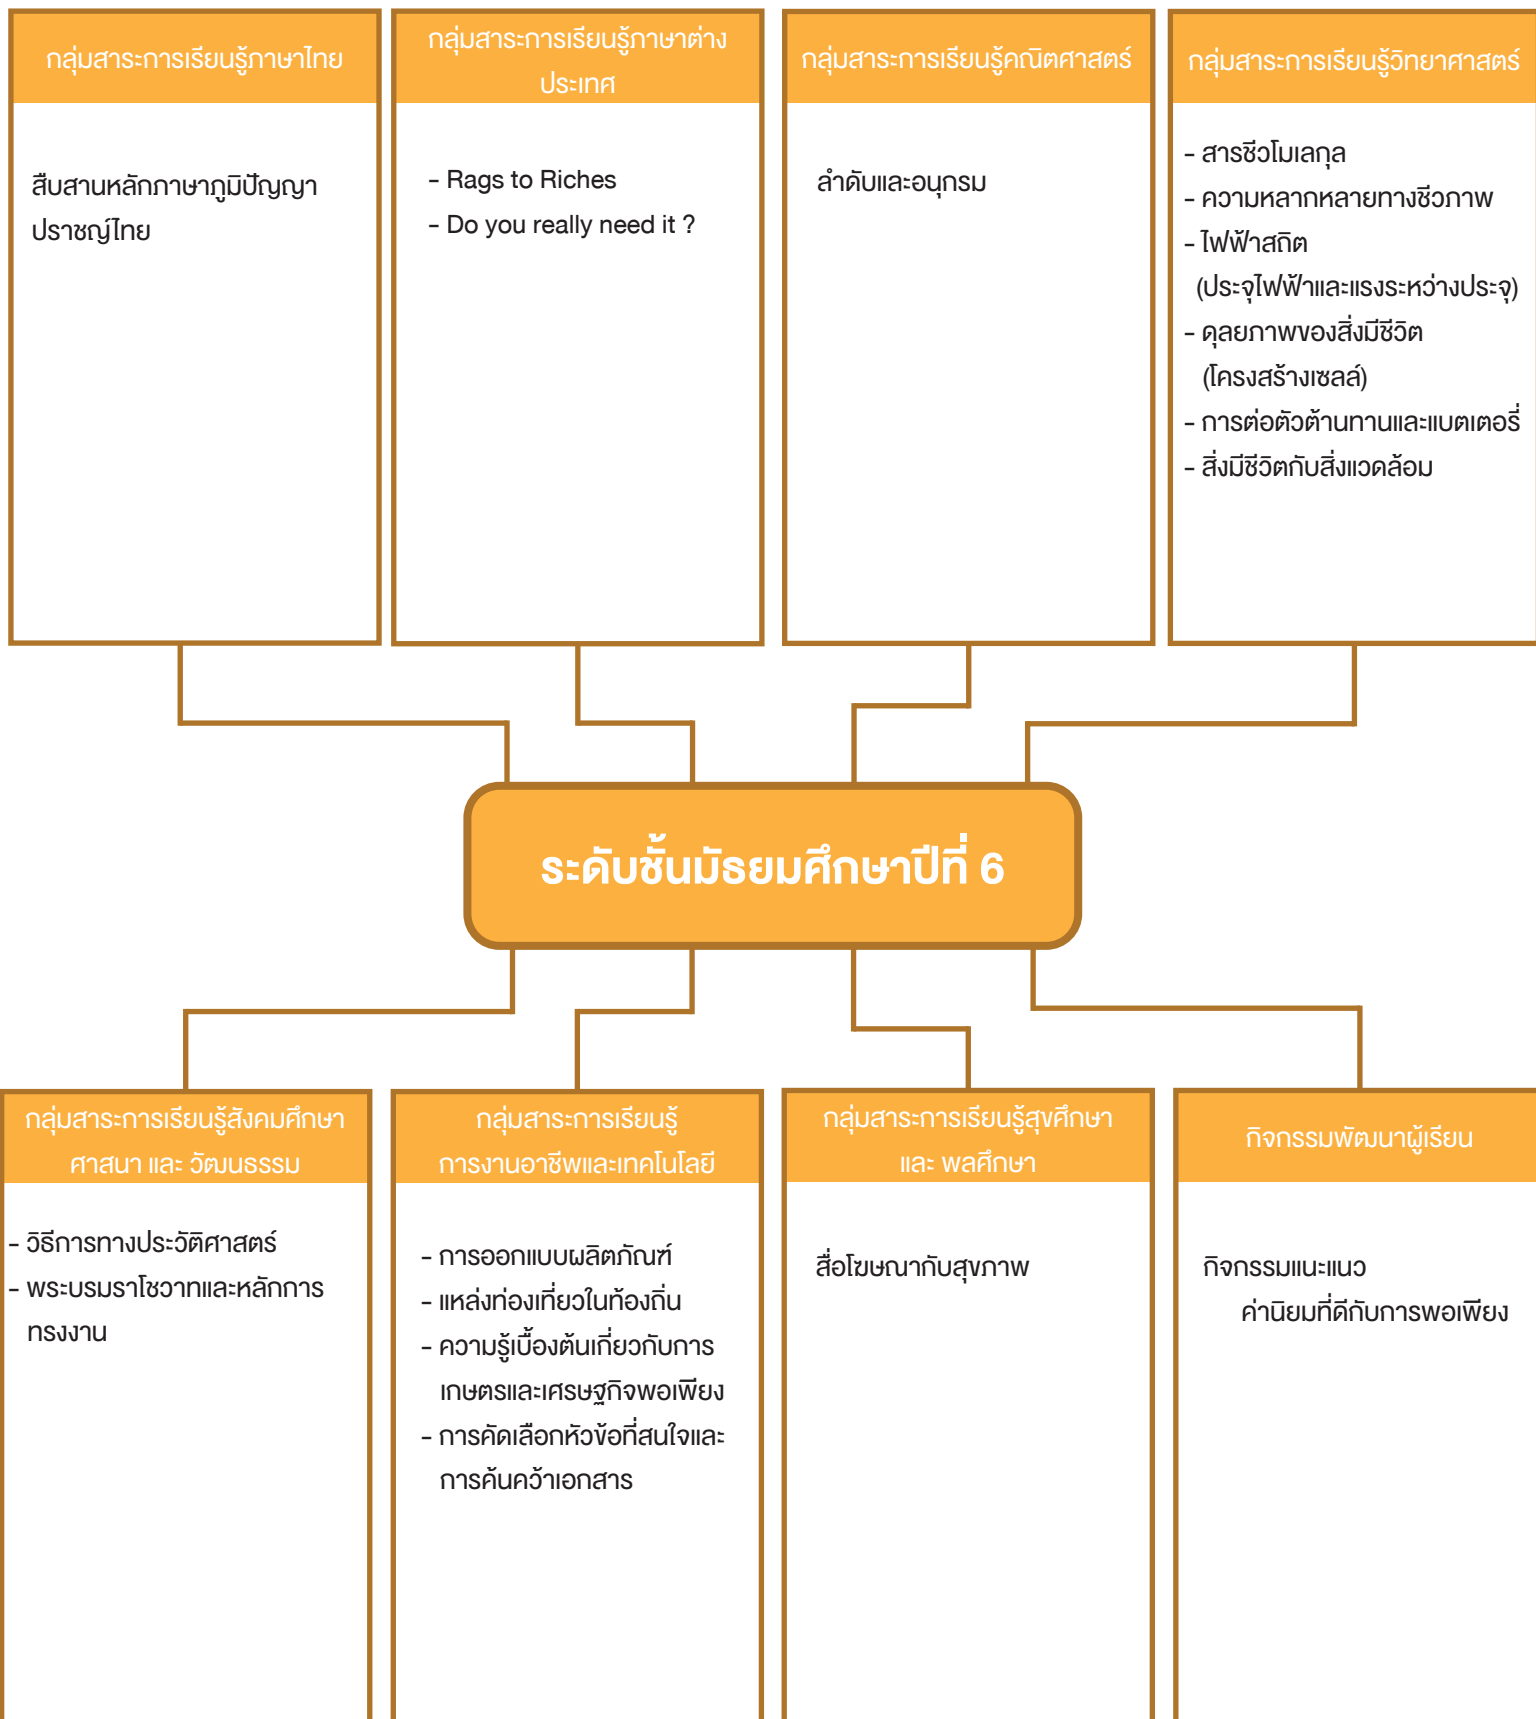 กลุ่มสาระการเรียนรู้ภาษาไทย
สืบสานหลักภาษาภูมิปัญญา
ปราชญ์ไทย
กลุ่มสาระการเรียนรู้ภาษาต่าง
ประเทศ
- Rags to Riches
- Do you really need it ?
กลุ่มสาระการเรียนรู้คณิตศาสตร์
ลำดับและอนุกรม
กลุ่มสาระการเรียนรู้วิทยาศาสตร์
- สารชีวโมเลกุล
- ความหลากหลายทางชีวภาพ
- ไฟฟ้าสถิต
(ประจุไฟฟ้าและแรงระหว่างประจุ)
- ดุลยภาพของสิ่งมีชีวิต
(โครงสร้างเซลล์)
- การต่อตัวต้านทานและแบตเตอรี่
- สิ่งมีชีวิตกับสิ่งแวดล้อม
ระดับชั้นมัธยมศึกษาปีที่ 6
กลุ่มสาระการเรียนรู้สังคมศึกษา
ศาสนา และ วัฒนธรรม
- วิธีการทางประวัติศาสตร์
- พระบรมราโชวาทและหลักการ
ทรงงาน
กลุ่มสาระการเรียนรู้
การงานอาชีพและเทคโนโลยี
- การออกแบบผลิตภัณฑ์
- แหล่งท่องเที่ยวในท้องถิ่น
- ความรู้เบื้องต้นเกี่ยวกับการ
เกษตรและเศรษฐกิจพอเพียง
- การคัดเลือกหัวข้อที่สนใจและ
การค้นคว้าเอกสาร
กลุ่มสาระการเรียนรู้สุขศึกษา
และ พลศึกษา
สื่อโฆษณากับสุขภาพ
กิจกรรมพัฒนาผู้เรียน
กิจกรรมแนะแนว
ค่านิยมที่ดีกับการพอเพียง